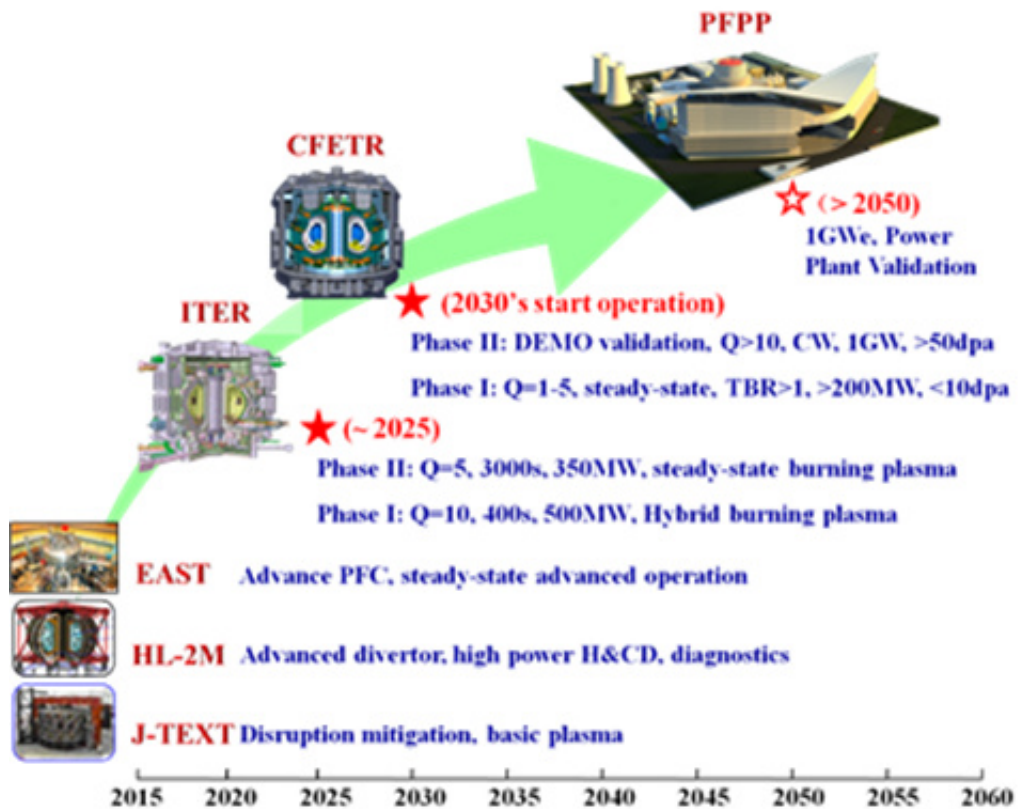 PFPP
CFETR
(> 2050)
1GWe, Power
Plant Validation
(2030's start operation)
ITER
Phase II: DEMO validation, Q>10, CW, 1GW, >50dpa
Phase I: Q=1-5, steady-state, TBR>1, >200MW, <10dpa
(~ 2025)
Phase II: Q=5, 3000s, 350MW, steady-state burning plasma
Phase I: Q=10, 400s, 500MW, Hybrid burning plasma
EAST Advance PFC, steady-state advanced operation
HL-2M Advanced divertor, high power H&CD, diagnostics
J-TEXT Disruption mitigation, basic plasma
2015 2020 2025 2030 2035 2040 2045 2050 2055 2060